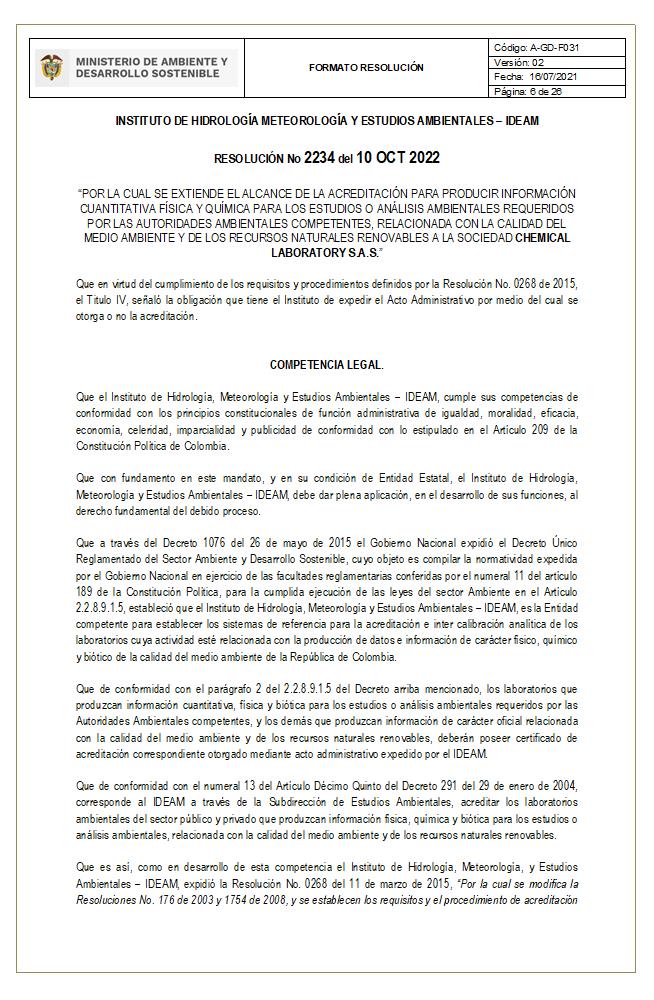 MINISTERIO DE AMBIENTE Y
DESARROLLO SOSTENIBLE
FORMATO RESOLUCIÓN
Código: A-GD-F031
Versión: 02
Fecha: 16/07/2021
Página: 6 de 26
INSTITUTO DE HIDROLOGÍA METEOROLOGÍA Y ESTUDIOS AMBIENTALES – IDEAM
RESOLUCIÓN No 2234 del 10 OCT 2022
“POR LA CUAL SE EXTIENDE EL ALCANCE DE LA ACREDITACIÓN PARA PRODUCIR INFORMACIÓN
CUANTITATIVA FÍSICA Y QUÍMICA PARA LOS ESTUDIOS O ANÁLISIS AMBIENTALES REQUERIDOS
POR LAS AUTORIDADES AMBIENTALES COMPETENTES, RELACIONADA CON LA CALIDAD DEL
MEDIO AMBIENTE Y DE LOS RECURSOS NATURALES RENOVABLES A LA SOCIEDAD CHEMICAL
LABORATORY S.A.S.”
Que en virtud del cumplimiento de los requisitos y procedimientos definidos por la Resolución No. 0268 de 2015,
el Título IV, señaló la obligación que tiene el Instituto de expedir el Acto Administrativo por medio del cual se
otorga o no la acreditación.
COMPETENCIA LEGAL.
Que el Instituto de Hidrología, Meteorología y Estudios Ambientales – IDEAM, cumple sus competencias de
conformidad con los principios constitucionales de función administrativa de igualdad, moralidad, eficacia,
economía, celeridad, imparcialidad y publicidad de conformidad con lo estipulado en el Artículo 209 de la
Constitución Política de Colombia.
Que con fundamento en este mandato, y en su condición de Entidad Estatal, el Instituto de Hidrología,
Meteorología y Estudios Ambientales – IDEAM, debe dar plena aplicación, en el desarrollo de sus funciones, al
derecho fundamental del debido proceso.
Que a través del Decreto 1076 del 26 de mayo de 2015 el Gobierno Nacional expidió el Decreto Único
Reglamentado del Sector Ambiente y Desarrollo Sostenible, cuyo objeto es compilar la normatividad expedida
por el Gobierno Nacional en ejercicio de las facultades reglamentarias conferidas por el numeral 11 del artículo
189 de la Constitución Política, para la cumplida ejecución de las leyes del sector Ambiente en el Artículo
2.2.8.9.1.5, estableció que el Instituto de Hidrología, Meteorología y Estudios Ambientales – IDEAM, es la Entidad
competente para establecer los sistemas de referencia para la acreditación e inter calibración analítica de los
laboratorios cuya actividad esté relacionada con la producción de datos e información de carácter físico, químico
y biótico de la calidad del medio ambiente de la República de Colombia.
Que de conformidad con el parágrafo 2 del 2.2.8.9.1.5 del Decreto arriba mencionado, los laboratorios que
produzcan información cuantitativa, física y biótica para los estudios o análisis ambientales requeridos por las
Autoridades Ambientales competentes, y los demás que produzcan información de carácter oficial relacionada
con la calidad del medio ambiente y de los recursos naturales renovables, deberán poseer certificado de
acreditación correspondiente otorgado mediante acto administrativo expedido por el IDEAM.
Que de conformidad con el numeral 13 del Artículo Décimo Quinto del Decreto 291 del 29 de enero de 2004,
corresponde al IDEAM a través de la Subdirección de Estudios Ambientales, acreditar los laboratorios
ambientales del sector público y privado que produzcan información física, química y biótica para los estudios o
análisis ambientales, relacionada con la calidad del medio ambiente y de los recursos naturales renovables.
Que es así, como en desarrollo de esta competencia el Instituto de Hidrología, Meteorología, y Estudios
Ambientales – IDEAM, expidió la Resolución No. 0268 del 11 de marzo de 2015, “Por la cual se modifica la
Resoluciones No. 176 de 2003 y 1754 de 2008, y se establecen los requisitos y el procedimiento de acreditación